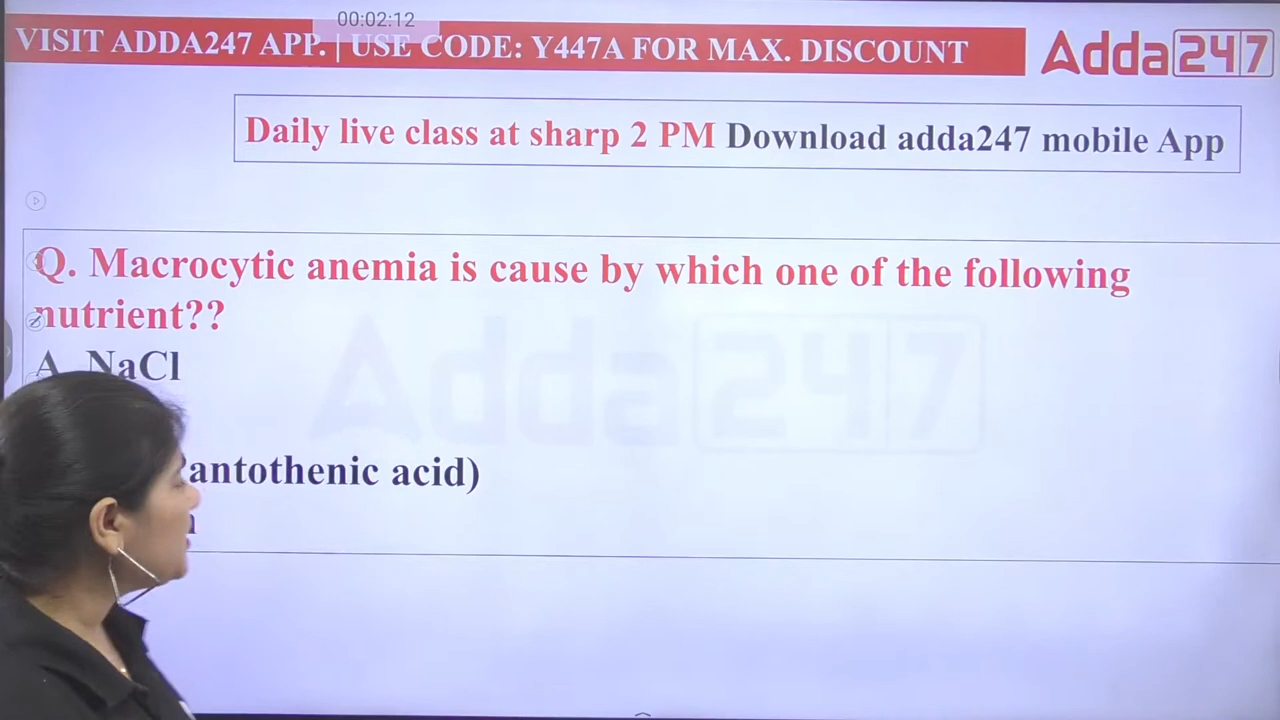 00:02:12
VISIT ADDA247 APP. | USE CODE: Y447A FOR MAX. DISCOUNT
Adda247
Daily live class at sharp 2 PM Download adda247 mobile App
Q. Macrocytic anemia is cause by which one of the following
nutrient??
A. NaCl
antothenic acid)
Adda247